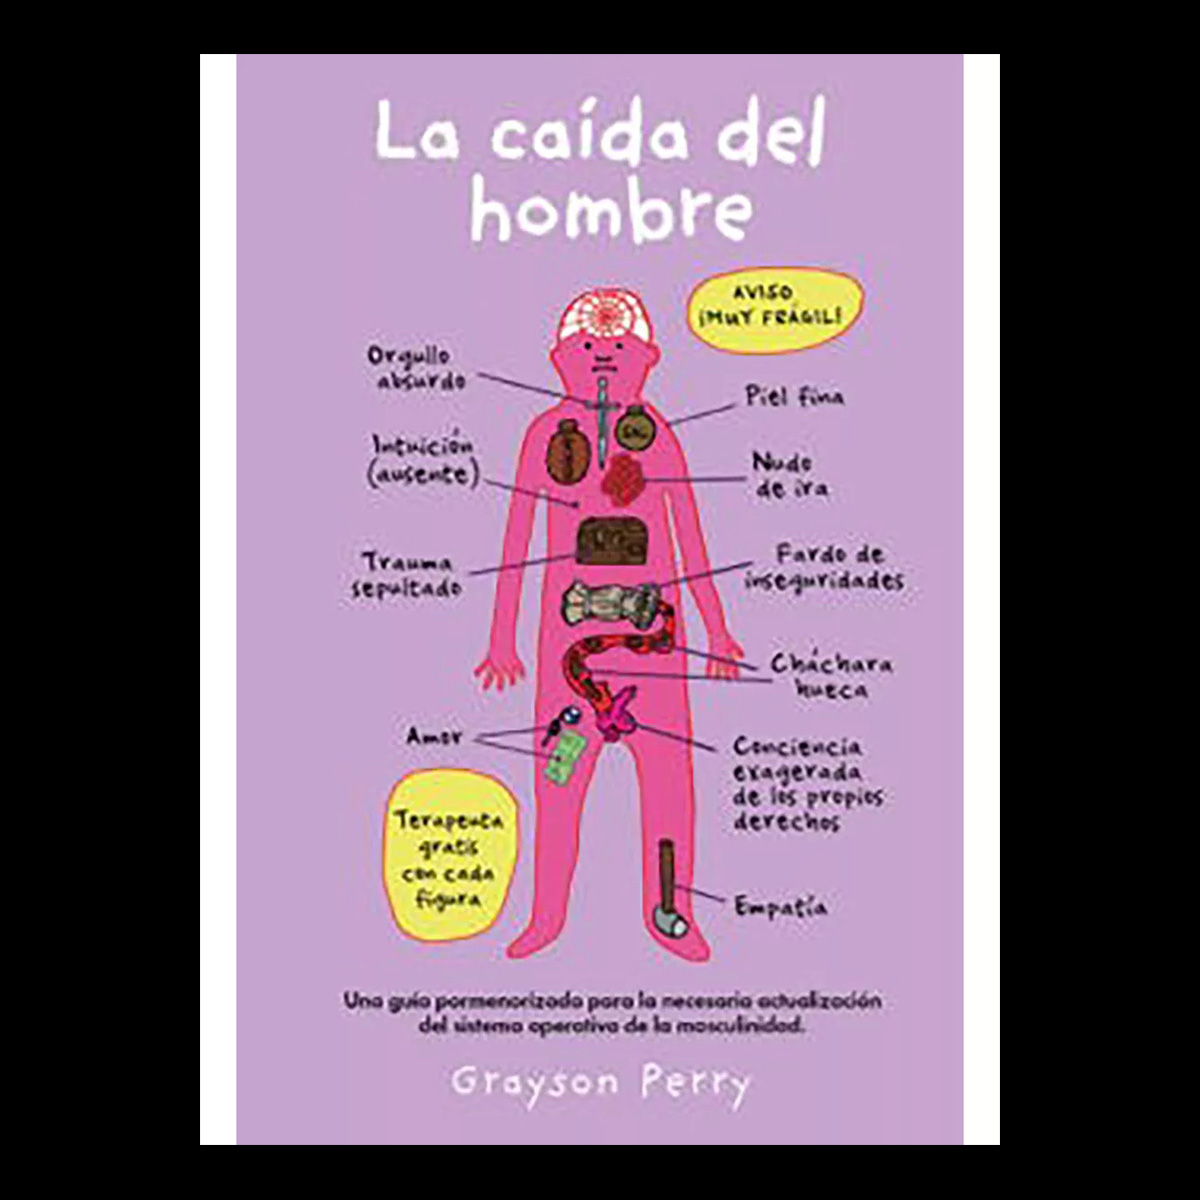 La caída del
hombre
AVISO
¡MUY FRÁGIL!
Orgullo
absurdo
Piel fina
Intuición
(ausente)
Nudo
de ira
Trauma
sepultado
Fardo de
inseguridades
Cháchara
hueca
Amor
Conciencia
exagerada
de los propios
derechos
Terapeuta
gratis
con cada
figura
Empatía
Una guía pormenorizada para la necesaria actualización
del sistema operativo de la masculinidad.
Grayson Perry